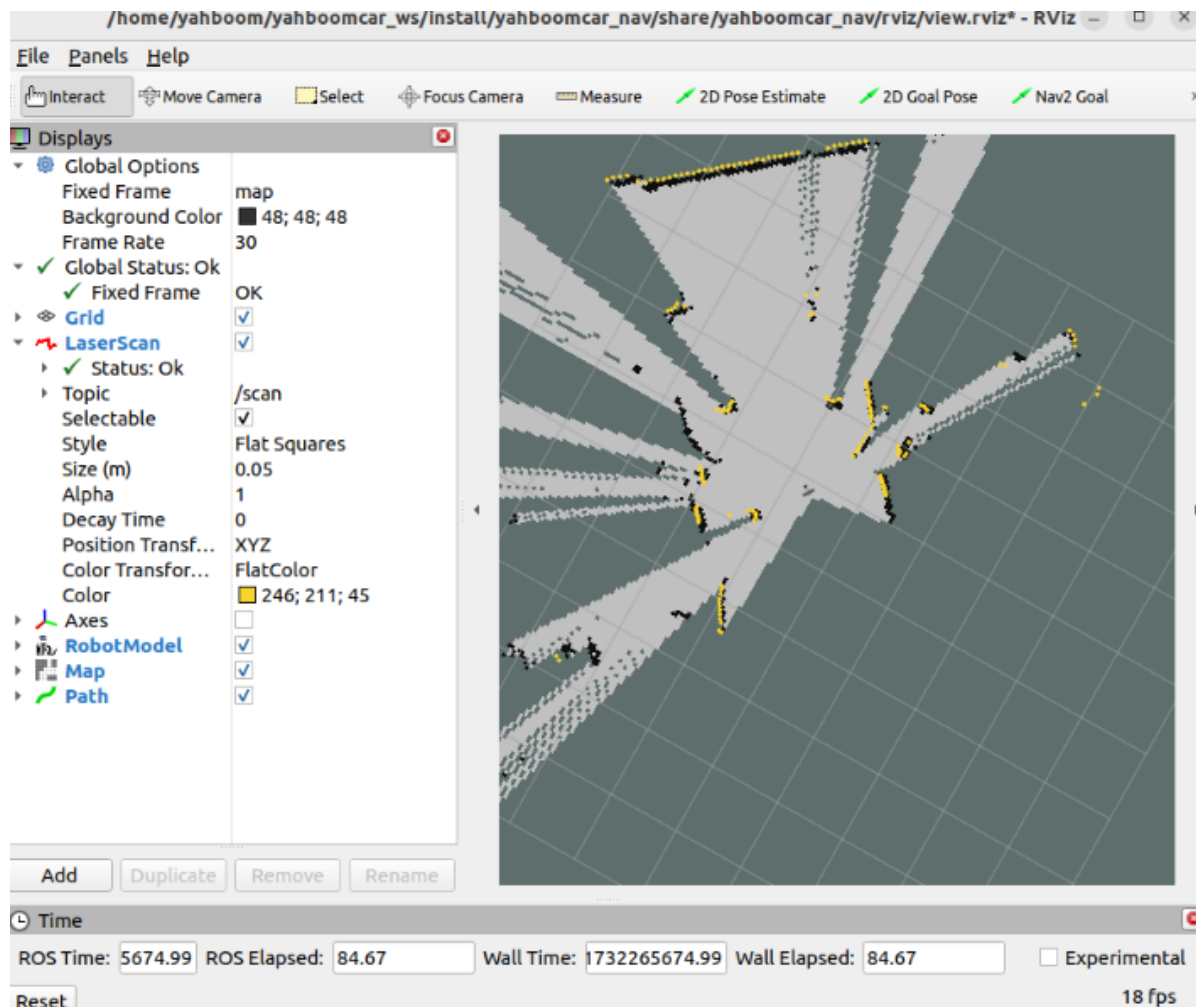 /home/yahboom/yahboomcar_ws/install/yahboomcar_nav/share/yahboomcar_nav/rviz/view.rviz* - RViz
File Panels Help
Interact Move Camera Select Focus Camera Measure 2D Pose Estimate 2D Goal Pose Nav2 Goal
Displays
Global Options
Fixed Frame map
Background Color 48; 48; 48
Frame Rate 30
Global Status: Ok
Fixed Frame OK
Grid
LaserScan
Status: Ok
Topic /scan
Selectable
Style Flat Squares
Size (m) 0.05
Alpha 1
Decay Time 0
Position Transf... XYZ
Color Transfor... FlatColor
Color 246; 211; 45
Axes
RobotModel
Map
Path
Add Duplicate Remove Rename
Time
ROS Time: 5674.99 ROS Elapsed: 84.67 Wall Time: 1732265674.99 Wall Elapsed: 84.67 Experimental
Reset 18 fps